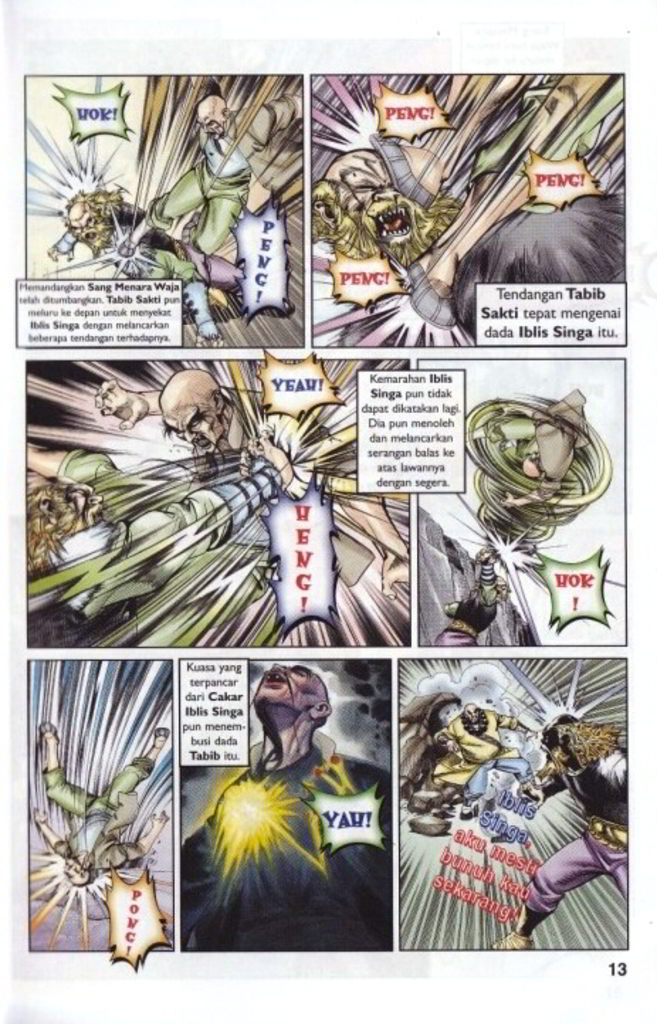 HOK!
PENG!
Memandangkan Sang Menara Waja
telah ditumbangkan. Tabib Sakti pun
meluru ke depan untuk menyekat
Iblis Singa dengan melancarkan
beberapa tendangan terhadapnya.
PENG!
PENG!
PENG!
Tendangan Tabib
Sakti tepat mengenai
dada Iblis Singa itu.
YEAH!
HENG!
Kemarahan Iblis
Singa pun tidak
dapat dikatakan lagi.
Dia pun menoleh
dan melancarkan
serangan balas ke
atas lawannya
dengan segera.
HOK
!
PONG!
Kuasa yang
terpancar
dari Cakar
Iblis Singa
pun menem-
busi dada
Tabib itu.
YAH!
Iblis
Singa,
aku mesti
bunuh kau
sekarang!
13